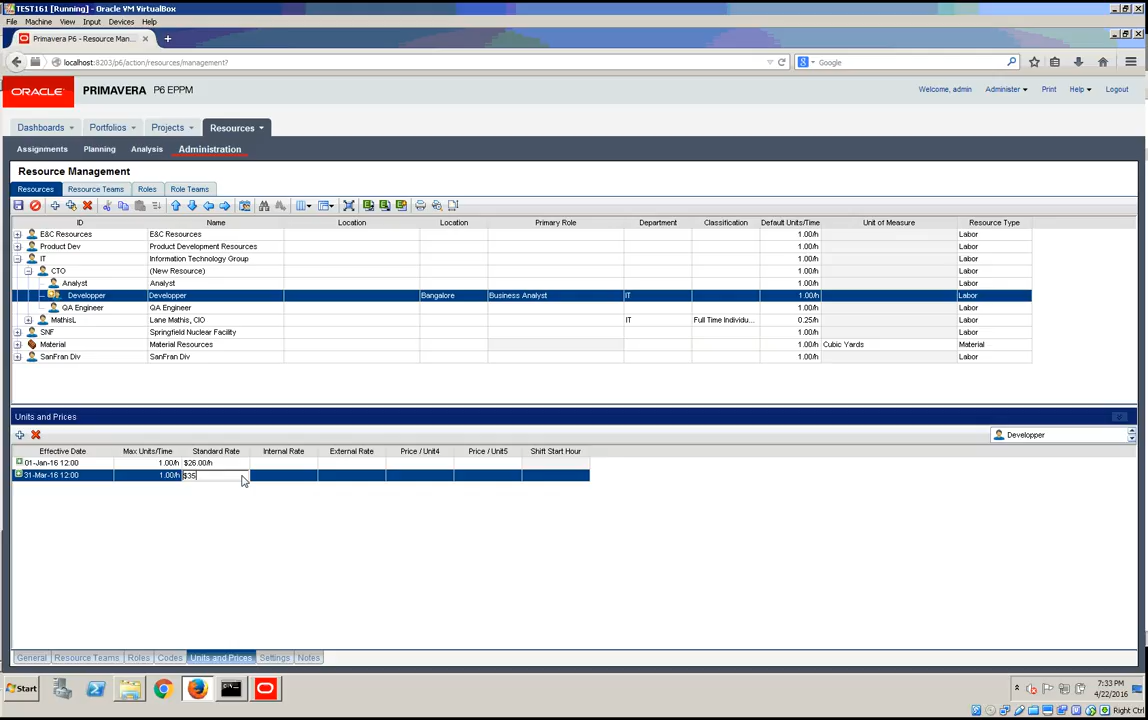 TEST161 [Running] - Oracle VM VirtualBox
File Machine View Input Devices Help
Primavera P6 - Resource Man...
localhost:8203/p6/action/resources/management?
Google
ORACLE PRIMAVERA P6 EPPM
Welcome, admin Administer Print Help Logout
Dashboards Portfolios Projects Resources
Assignments Planning Analysis Administration
Resource Management
Resources Resource Teams Roles Role Teams
ID Name Location Location Primary Role Department Classification Default Units/Time Unit of Measure Resource Type
E&C Resources E&C Resources 1.00/h Labor
Product Dev Product Development Resources 1.00/h Labor
IT Information Technology Group 1.00/h Labor
CTO (New Resource) 1.00/h Labor
Analyst Analyst 1.00/h Labor
Developper Developper Bangalore Business Analyst IT 1.00/h Labor
QA Engineer QA Engineer 1.00/h Labor
MathisL Lane Mathis, CIO IT Full Time Individu... 0.25/h Labor
SNF Springfield Nuclear Facility 1.00/h Labor
Material Material Resources 1.00/h Cubic Yards Material
SanFran Div SanFran Div 1.00/h Labor
Units and Prices
Developper
Effective Date Max Units/Time Standard Rate Internal Rate External Rate Price / Unit4 Price / Unit5 Shift Start Hour
01-Jan-16 12:00 1.00/h $26.00/h
31-Mar-16 12:00 1.00/h $35
General Resource Teams Roles Codes Units and Prices Settings Notes
Start
7:33 PM
4/22/2016
Right Ctrl